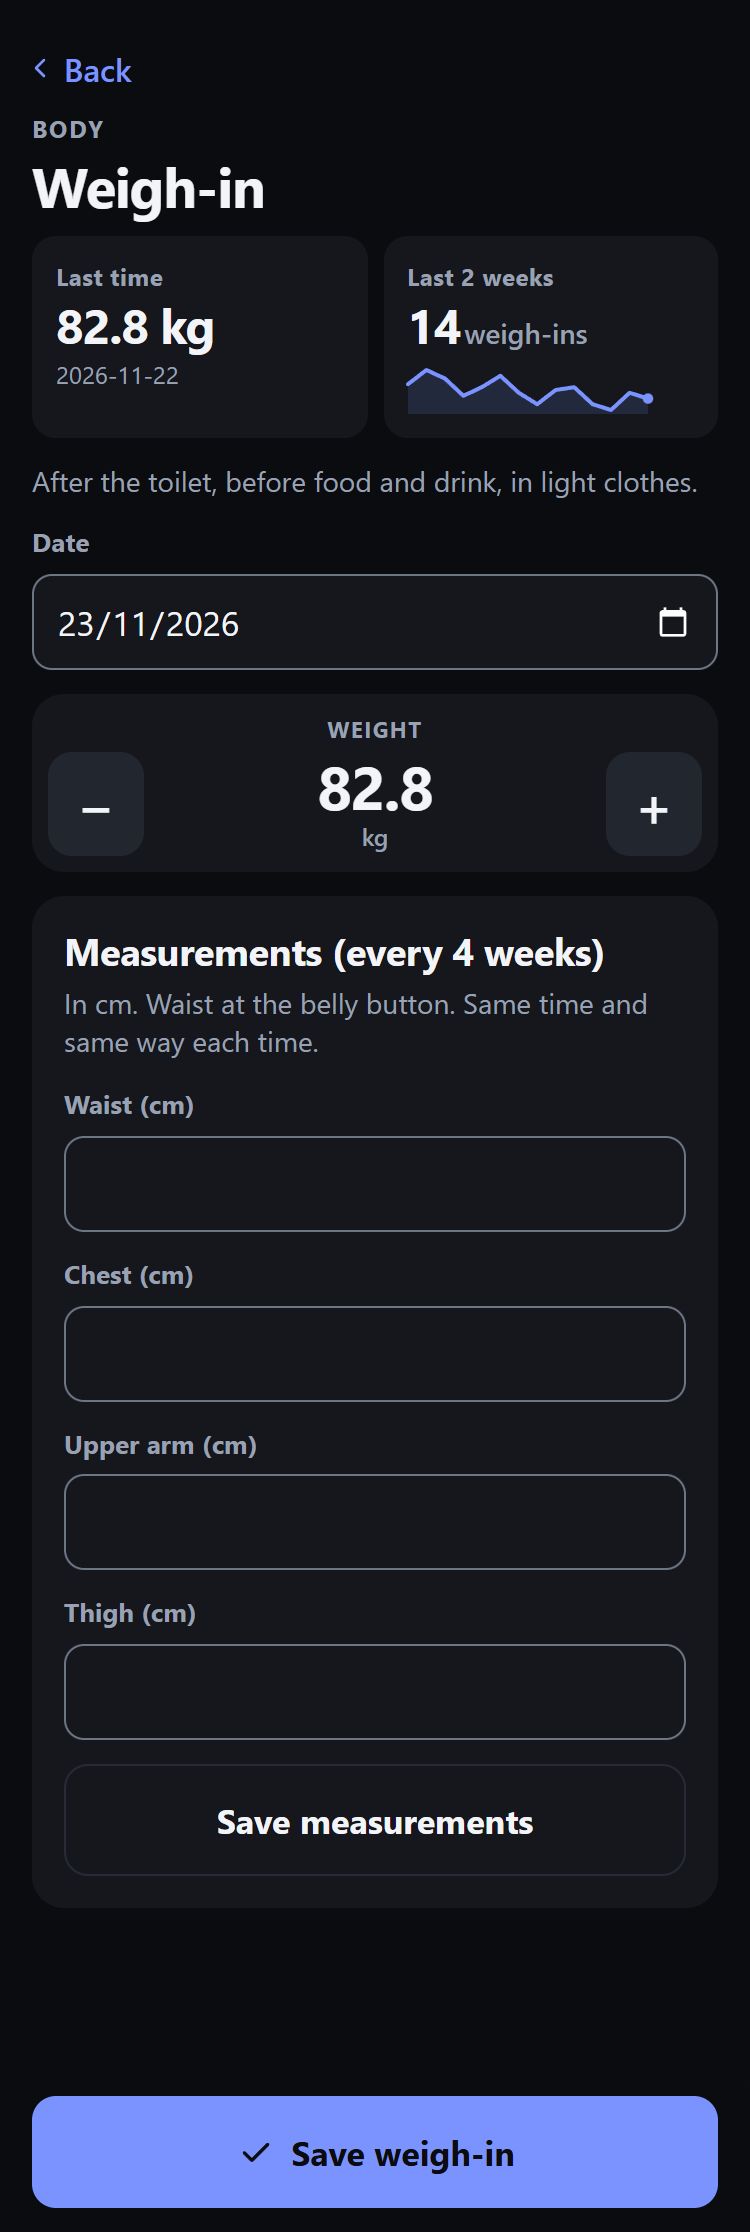 Back
BODY
Weigh-in
Last time
82.8 kg
2026-11-22
Last 2 weeks
14 weigh-ins
After the toilet, before food and drink, in light clothes.
Date
23/11/2026
WEIGHT
−
82.8
+
kg
Measurements (every 4 weeks)
In cm. Waist at the belly button. Same time and
same way each time.
Waist (cm)
Chest (cm)
Upper arm (cm)
Thigh (cm)
Save measurements
Save weigh-in